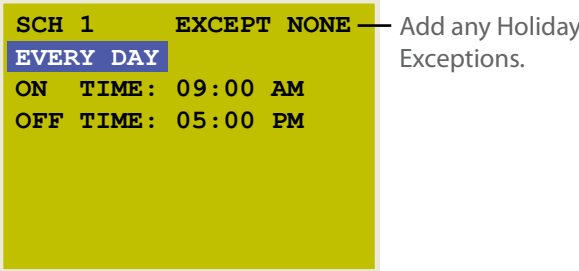 SCH 1 EXCEPT NONE
Add any Holiday
EVERY DAY
Exceptions.
ON TIME: 09:00 AM
OFF TIME: 05:00 PM